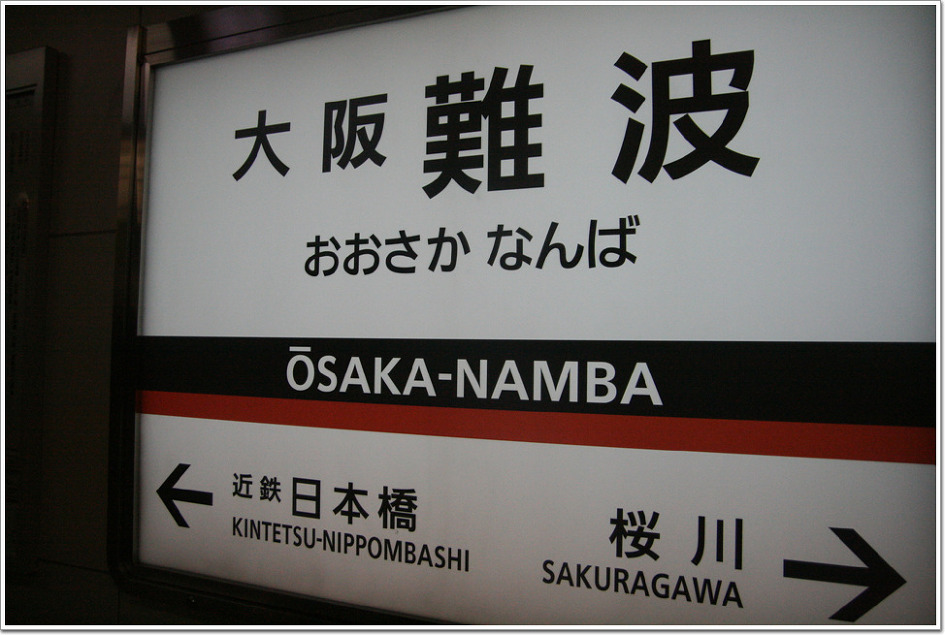 大阪難波
おおさか なんば
ŌSAKA-NAMBA
近鉄日本橋
KINTETSU-NIPPOMBASHI
桜川
SAKURAGAWA